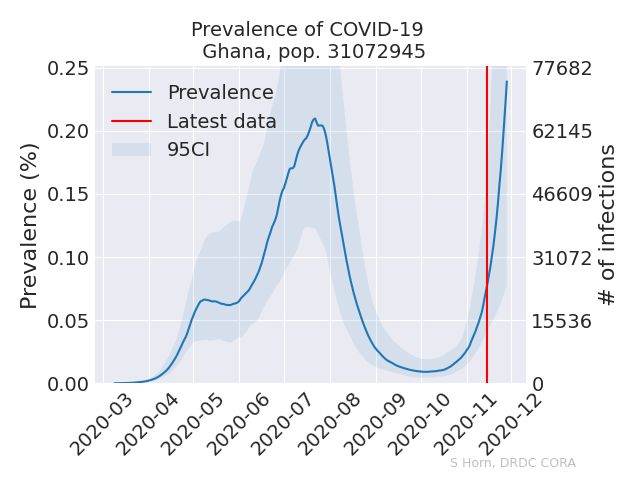 Prevalence of COVID-19
Ghana, pop. 31072945
0.25
0.20
0.15
0.10
0.05
0.00
Prevalence (%)
Prevalence
Latest data
95CI
77682
62145
46609
31072
15536
0
# of infections
2020-03
2020-04
2020-05
2020-06
2020-07
2020-08
2020-09
2020-10
2020-11
2020-12
S Horn, DRDC CORA